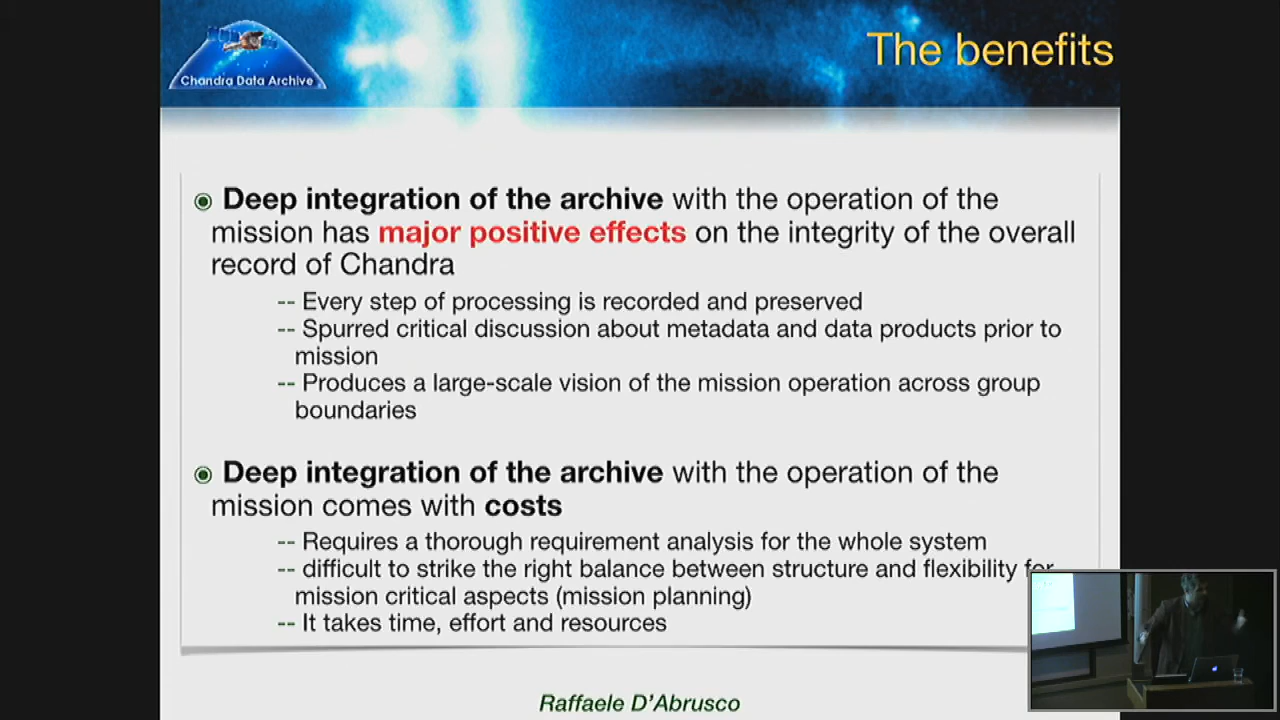 Chandra Data Archive
The benefits
Deep integration of the archive with the operation of the
mission has major positive effects on the integrity of the overall
record of Chandra
-- Every step of processing is recorded and preserved
-- Spurred critical discussion about metadata and data products prior to
mission
-- Produces a large-scale vision of the mission operation across group
boundaries
Deep integration of the archive with the operation of the
mission comes with costs
-- Requires a thorough requirement analysis for the whole system
-- difficult to strike the right balance between structure and flexibility for
mission critical aspects (mission planning)
-- It takes time, effort and resources
Raffaele D'Abrusco